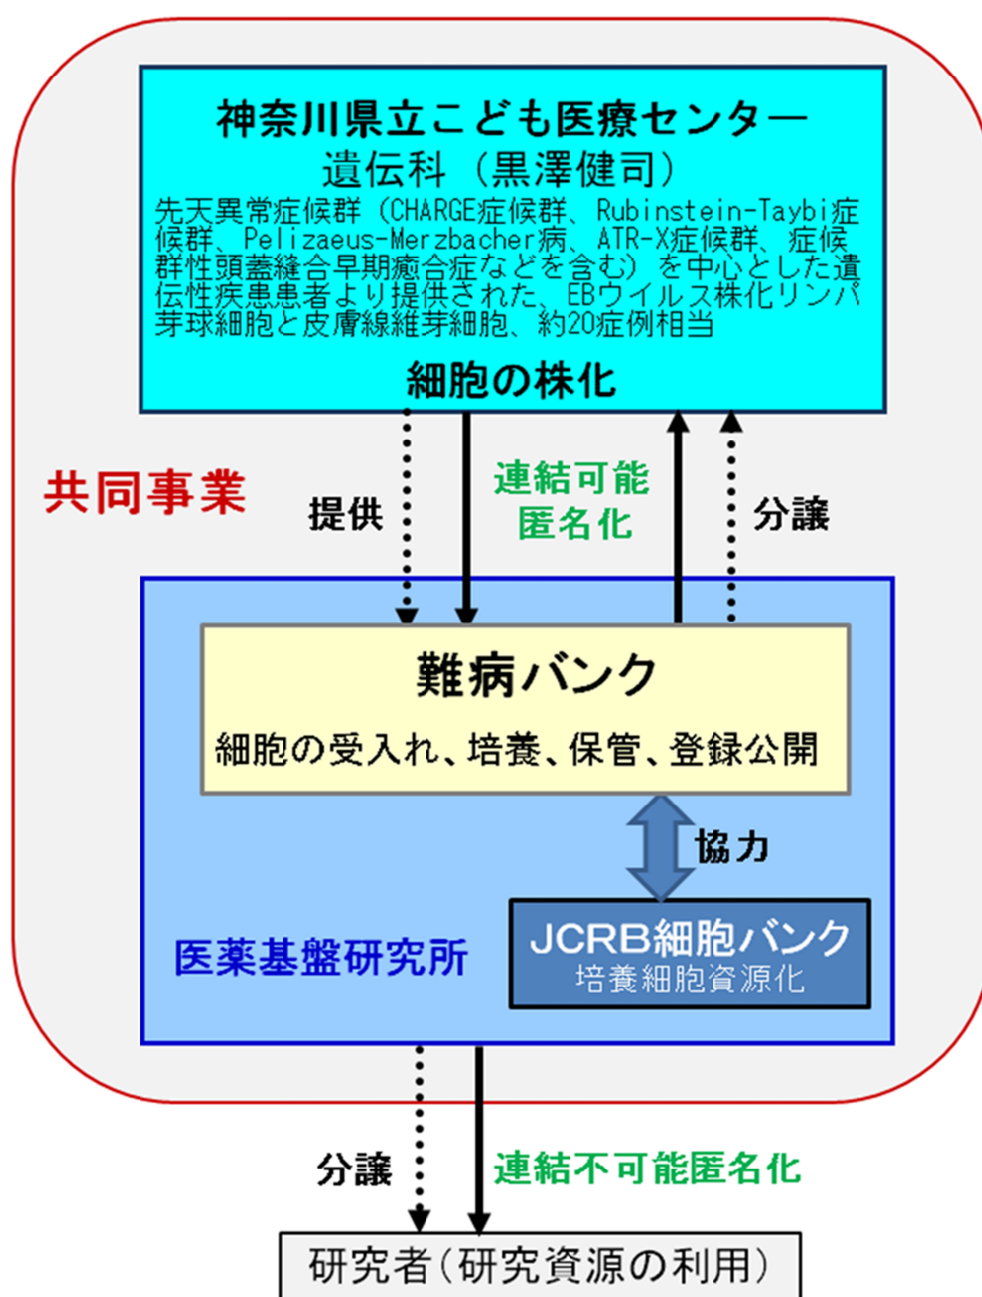 神奈川県立こども医療センター
遺伝科（黒澤健司）
先天異常症候群（CHARGE症候群、Rubinstein-Taybi症
候群、Pelizaeus-Merzbacher病、ATR-X症候群、症候
群性頭蓋縫合早期癒合症などを含む）を中心とした遺
伝性疾患患者より提供された、EBウイルス株化リンパ
芽球細胞と皮膚線維芽細胞、約20症例相当
細胞の株化
共同事業
提供
連結可能
匿名化
分譲
難病バンク
細胞の受入れ、培養、保管、登録公開
協力
医薬基盤研究所
JCRB細胞バンク
培養細胞資源化
分譲
連結不可能匿名化
研究者（研究資源の利用）